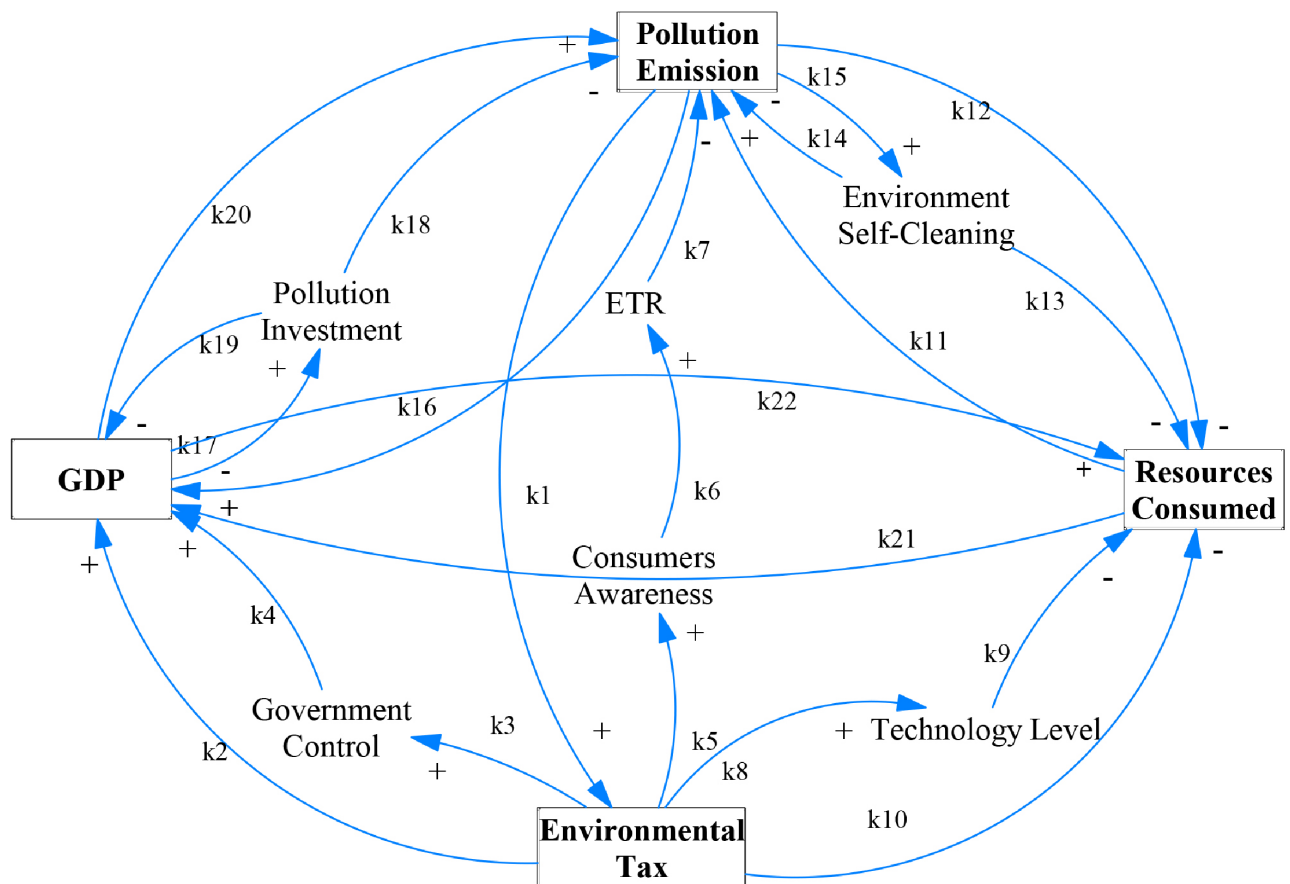 Pollution
Emission
+
-
k15
-
k12
k14
+
-
+
k20
k18
Environment
Self-Cleaning
k7
k13
Pollution
Investment
ETR
k19
+
+
k11
k22
k16
-
k17
-
-
-
GDP
+
Resources
Consumed
+
k6
k1
+
+
k21
-
Consumers
Awareness
-
k4
+
k9
Government
Control
k3
+
k5
+
Technology Level
k2
+
k8
k10
Environmental
Tax